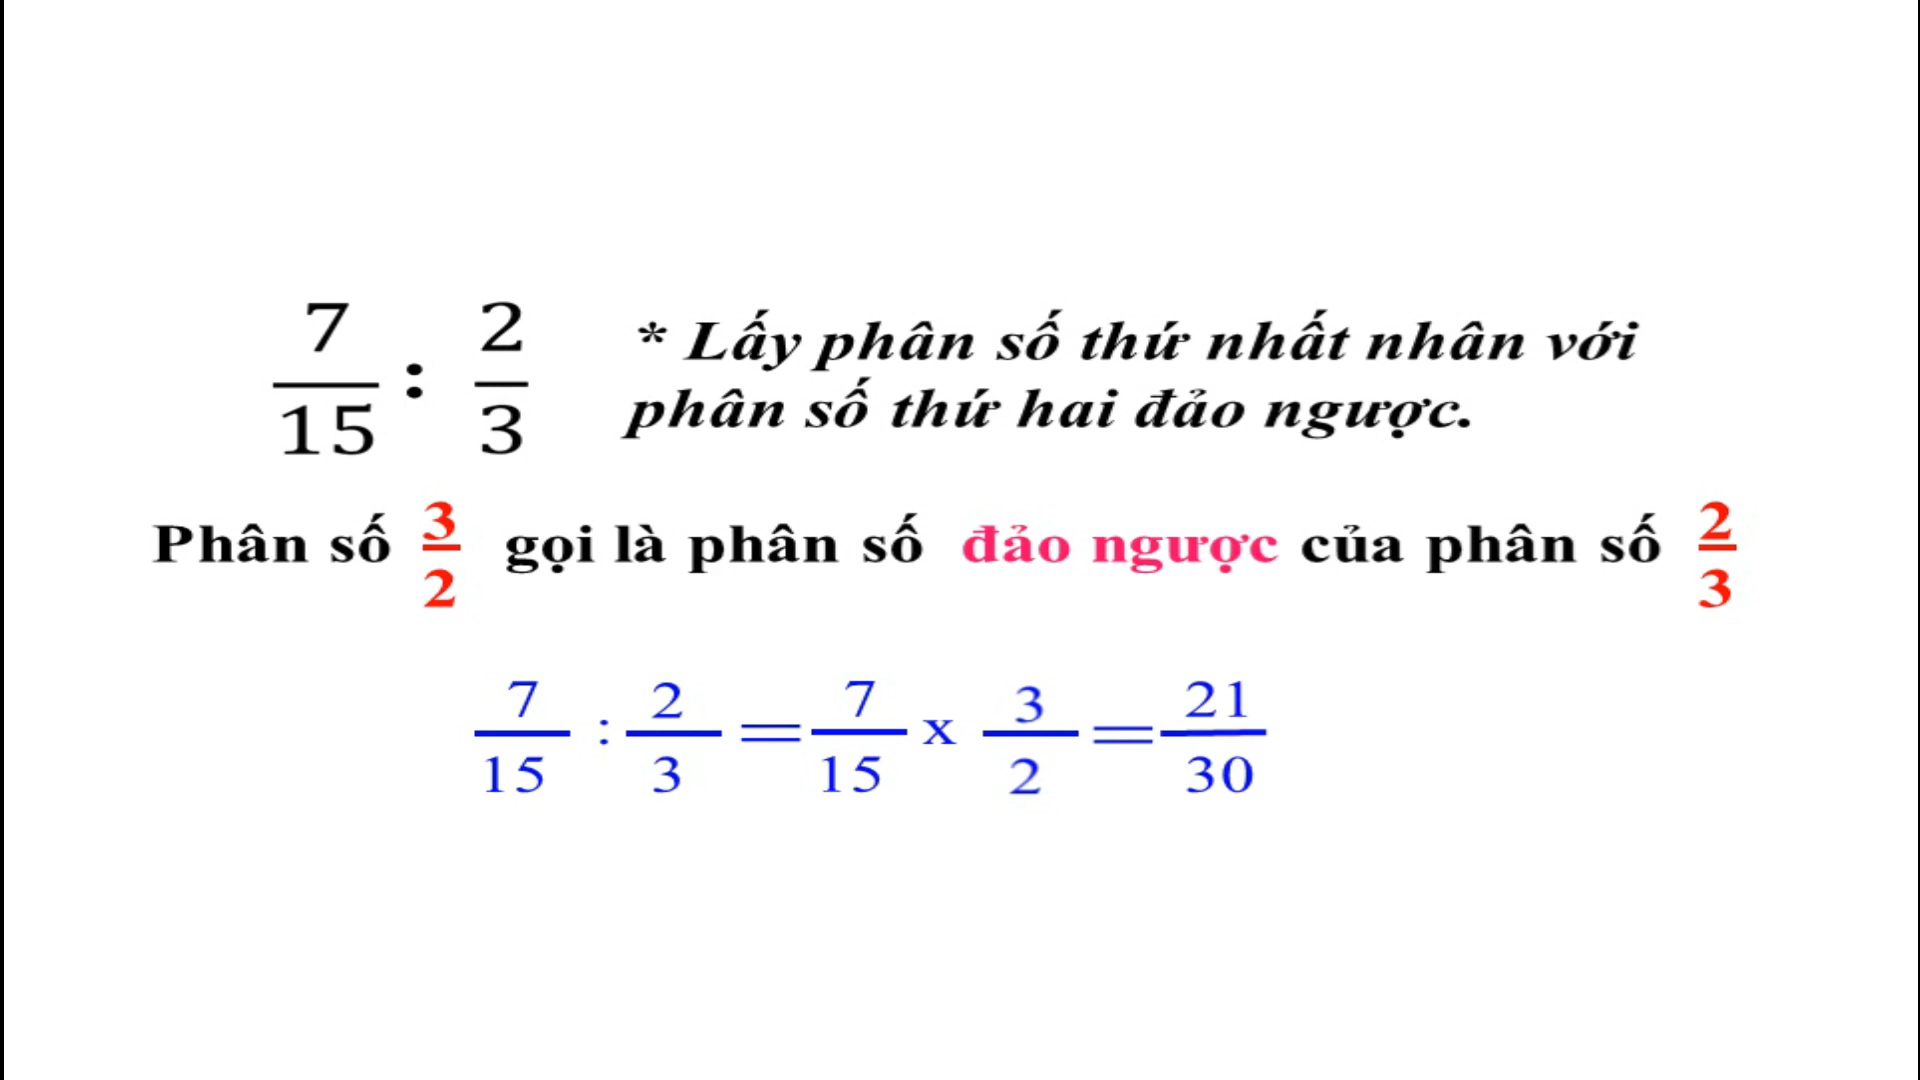 7/15 : 2/3 * Lấy phân số thứ nhất nhân với
phân số thứ hai đảo ngược.
Phân số 3/2 gọi là phân số đảo ngược của phân số 2/3
7/15 : 2/3 = 7/15 x 3/2 = 21/30